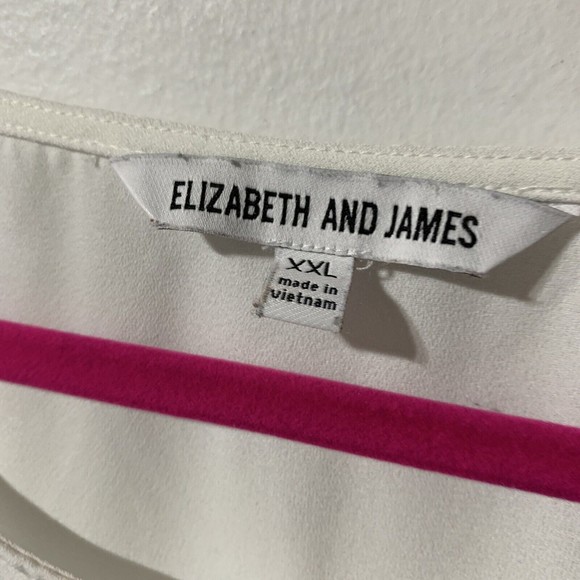 ELIZABETH AND JAMES
XXL
made in
vietnam